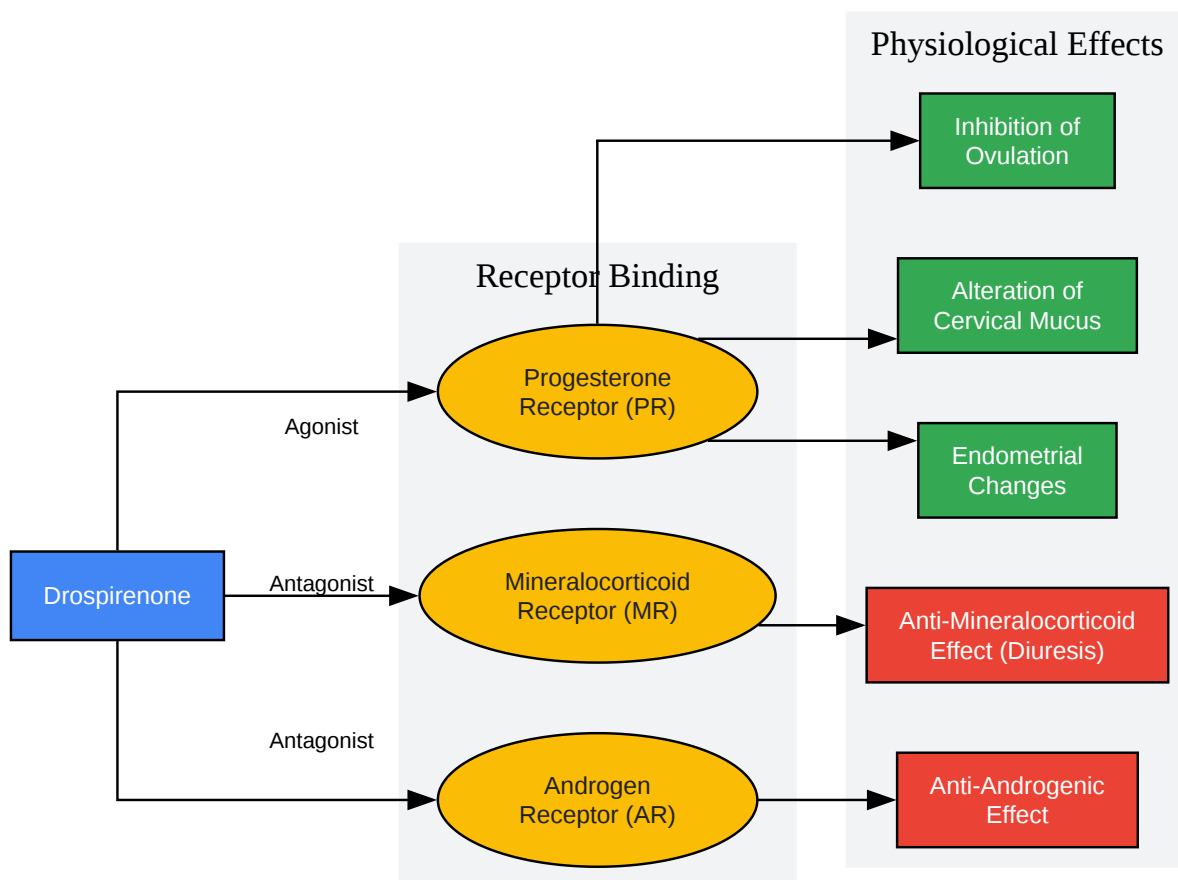 Physiological Effects
Inhibition of
Ovulation
Receptor Binding
Alteration of
Cervical Mucus
Progesterone
Receptor (PR)
Agonist
Endometrial
Changes
Drospirenone
Antagonist
Mineralocorticoid
Receptor (MR)
Anti-Mineralocorticoid
Effect (Diuresis)
Antagonist
Androgen
Receptor (AR)
Anti-Androgenic
Effect